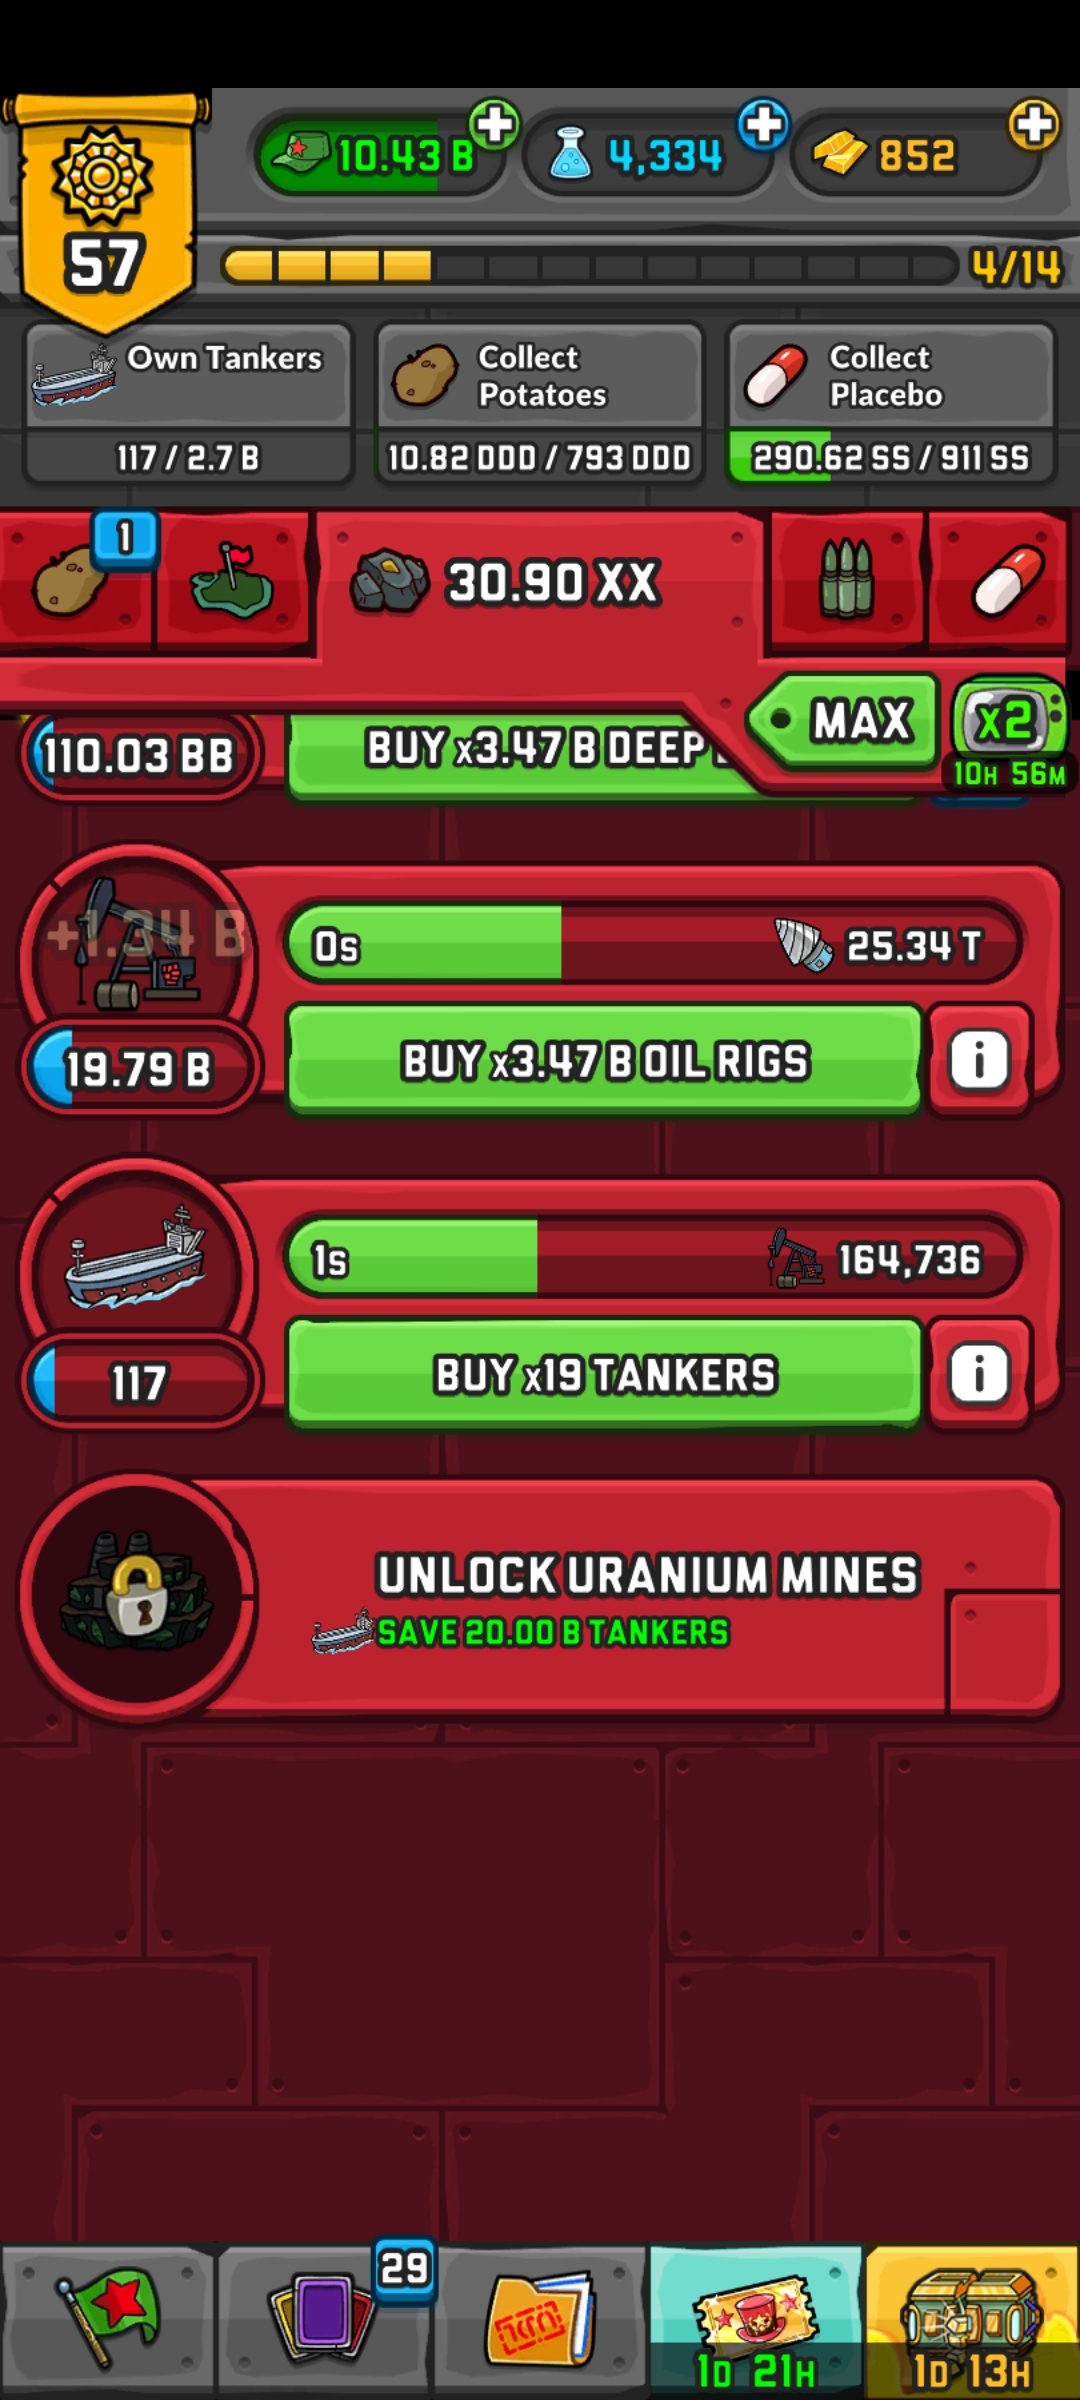 10.43 B
4,334
852
57
4/14
Own Tankers
117 / 2.7 B
Collect
Potatoes
10.82 DDD / 793 DDD
Collect
Placebo
290.62 SS / 911 SS
1
30.90 XX
MAX
x2
10H 56M
110.03 BB
BUY x3.47 B DEEP
+1.34 B
0s
25.34 T
19.79 B
BUY x3.47 B OIL RIGS
i
1s
164,736
117
BUY x19 TANKERS
i
UNLOCK URANIUM MINES
SAVE 20.00 B TANKERS
29
1D 21H
1D 13H